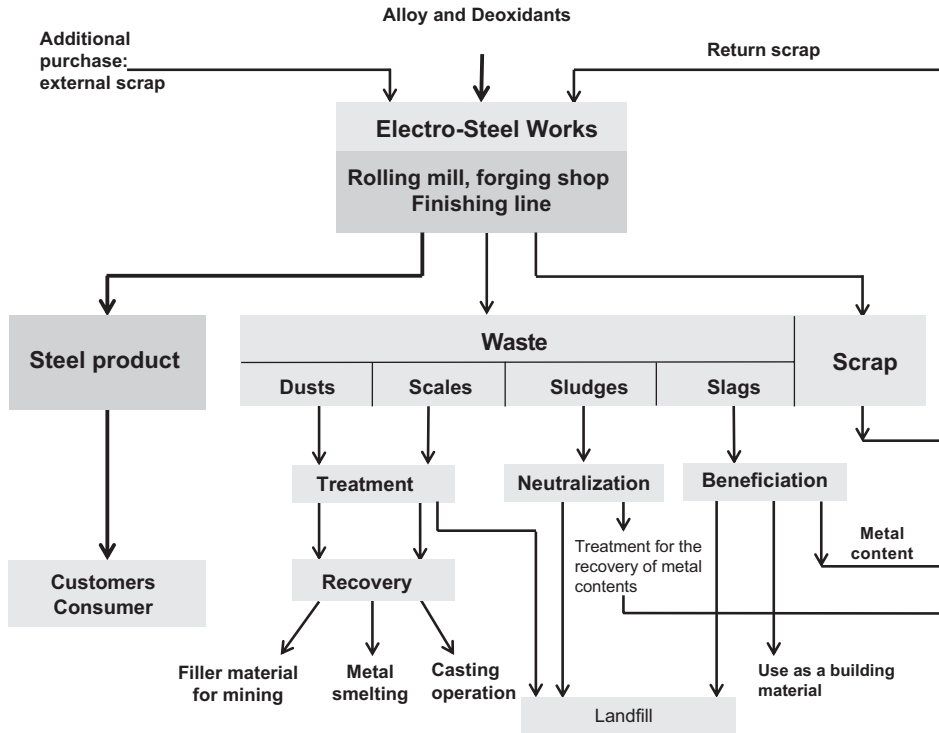 Alloy and Deoxidants
Additional
purchase:
external scrap
Return scrap
Electro-Steel Works
Rolling mill, forging shop
Finishing line
Steel product
Waste
Scrap
Dusts
Scales
Sludges
Slags
Treatment
Neutralization
Beneficiation
Metal
content
Treatment for the
recovery of metal
contents
Recovery
Customers
Consumer
Filler material
for mining
Metal
smelting
Casting
operation
Use as a building
material
Landfill